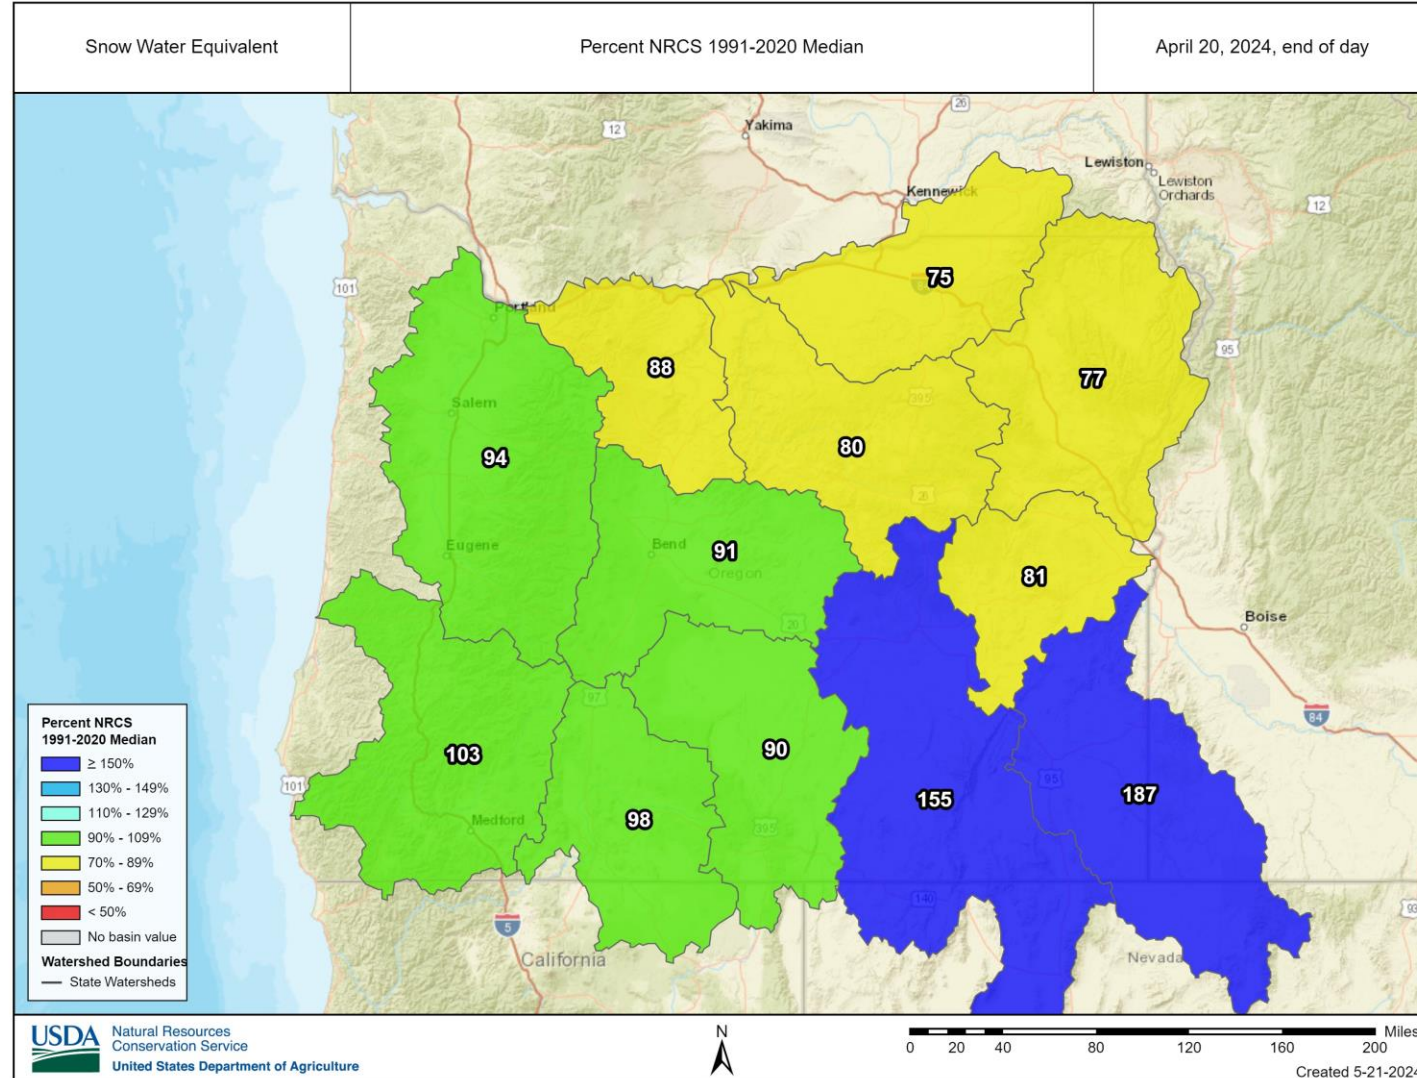 Snow Water Equivalent
Percent NRCS 1991-2020 Median
April 20, 2024, end of day
26
12
Yakima
Lewiston
Lewiston
Orchards
Kennewick
12
101
Portland
75
95
88
77
395
Salem
80
94
26
Eugene
Bend
91
Oregon
81
20
Boise
97
84
103
90
95
187
101
155
98
Medford
395
140
5
93
California
Nevada
Percent NRCS
1991-2020 Median
≥ 150%
130% - 149%
110% - 129%
90% - 109%
70% - 89%
50% - 69%
< 50%
No basin value
Watershed Boundaries
State Watersheds
USDA
Natural Resources
Conservation Service
United States Department of Agriculture
N
Miles
0 20 40 80 120 160 200
Created 5-21-2024